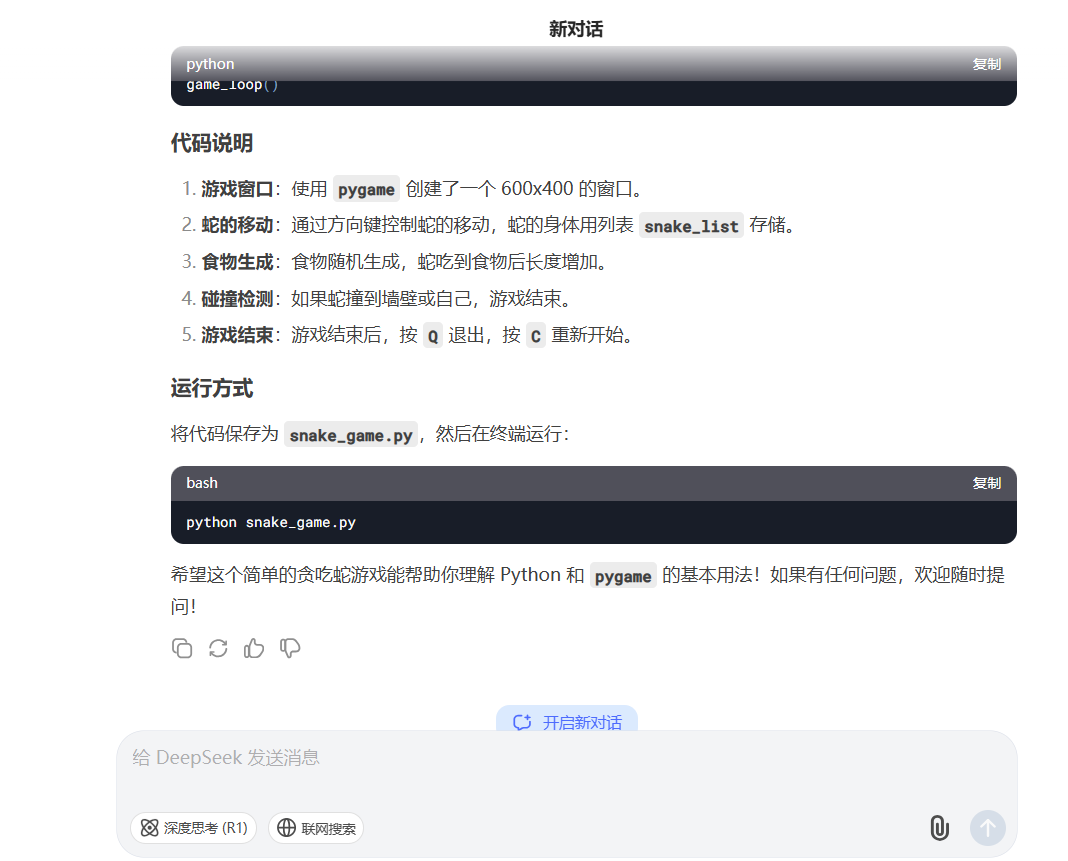 新对话
python 复制
game_loop()
代码说明
1. 游戏窗口：使用 pygame 创建了一个 600x400 的窗口。
2. 蛇的移动：通过方向键控制蛇的移动，蛇的身体用列表 snake_list 存储。
3. 食物生成：食物随机生成，蛇吃到食物后长度增加。
4. 碰撞检测：如果蛇撞到墙壁或自己，游戏结束。
5. 游戏结束：游戏结束后，按 Q 退出，按 C 重新开始。
运行方式
将代码保存为 snake_game.py，然后在终端运行：
bash 复制
python snake_game.py
希望这个简单的贪吃蛇游戏能帮助你理解 Python 和 pygame 的基本用法！如果有任何问题，欢迎随时提
问！
开启新对话
给 DeepSeek 发送消息
深度思考 (R1) 联网搜索